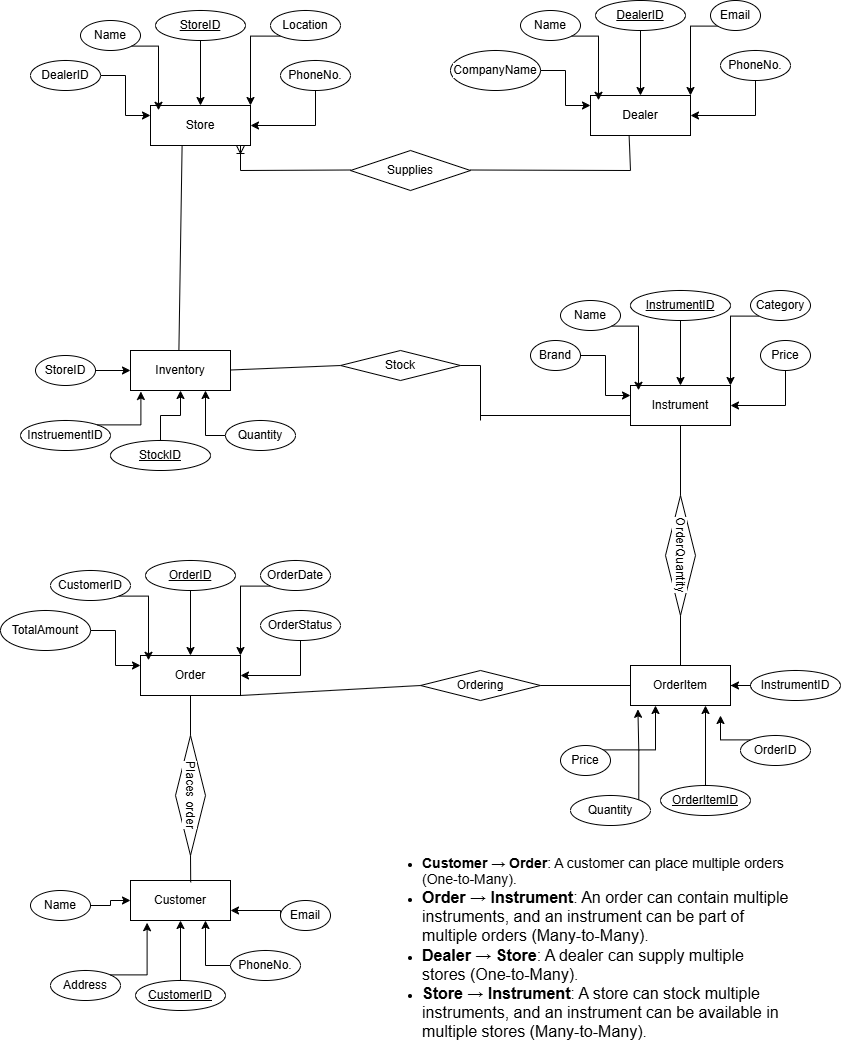 StoreID
Location
Name
DealerID
PhoneNo.
Store
DealerID
Email
Name
CompanyName
PhoneNo.
Dealer
Supplies
InstrumentID
Category
Name
Brand
Price
Instrument
StoreID
Inventory
Stock
InstruementID
StockID
Quantity
OrderQuantity
CustomerID
OrderID
OrderDate
TotalAmount
OrderStatus
Order
Ordering
OrderItem
InstrumentID
Price
OrderID
Quantity
OrderItemID
Places order
Customer
Name
Email
Address
CustomerID
PhoneNo.
• Customer → Order: A customer can place multiple orders
(One-to-Many).
• Order → Instrument: An order can contain multiple
instruments, and an instrument can be part of
multiple orders (Many-to-Many).
• Dealer → Store: A dealer can supply multiple
stores (One-to-Many).
• Store → Instrument: A store can stock multiple
instruments, and an instrument can be available in
multiple stores (Many-to-Many).